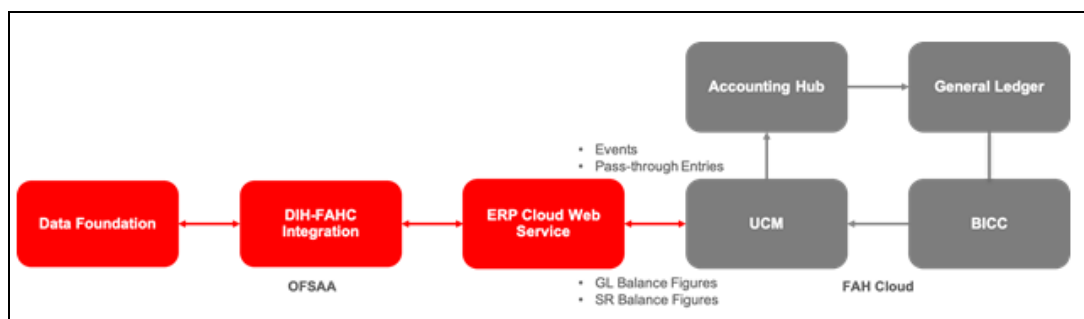 Accounting Hub
General Ledger
• Events
• Pass-through Entries
Data Foundation
DIH-FAHC
Integration
ERP Cloud Web
Service
UCM
BICC
OFSAA
• GL Balance Figures
• SR Balance Figures
FAH Cloud